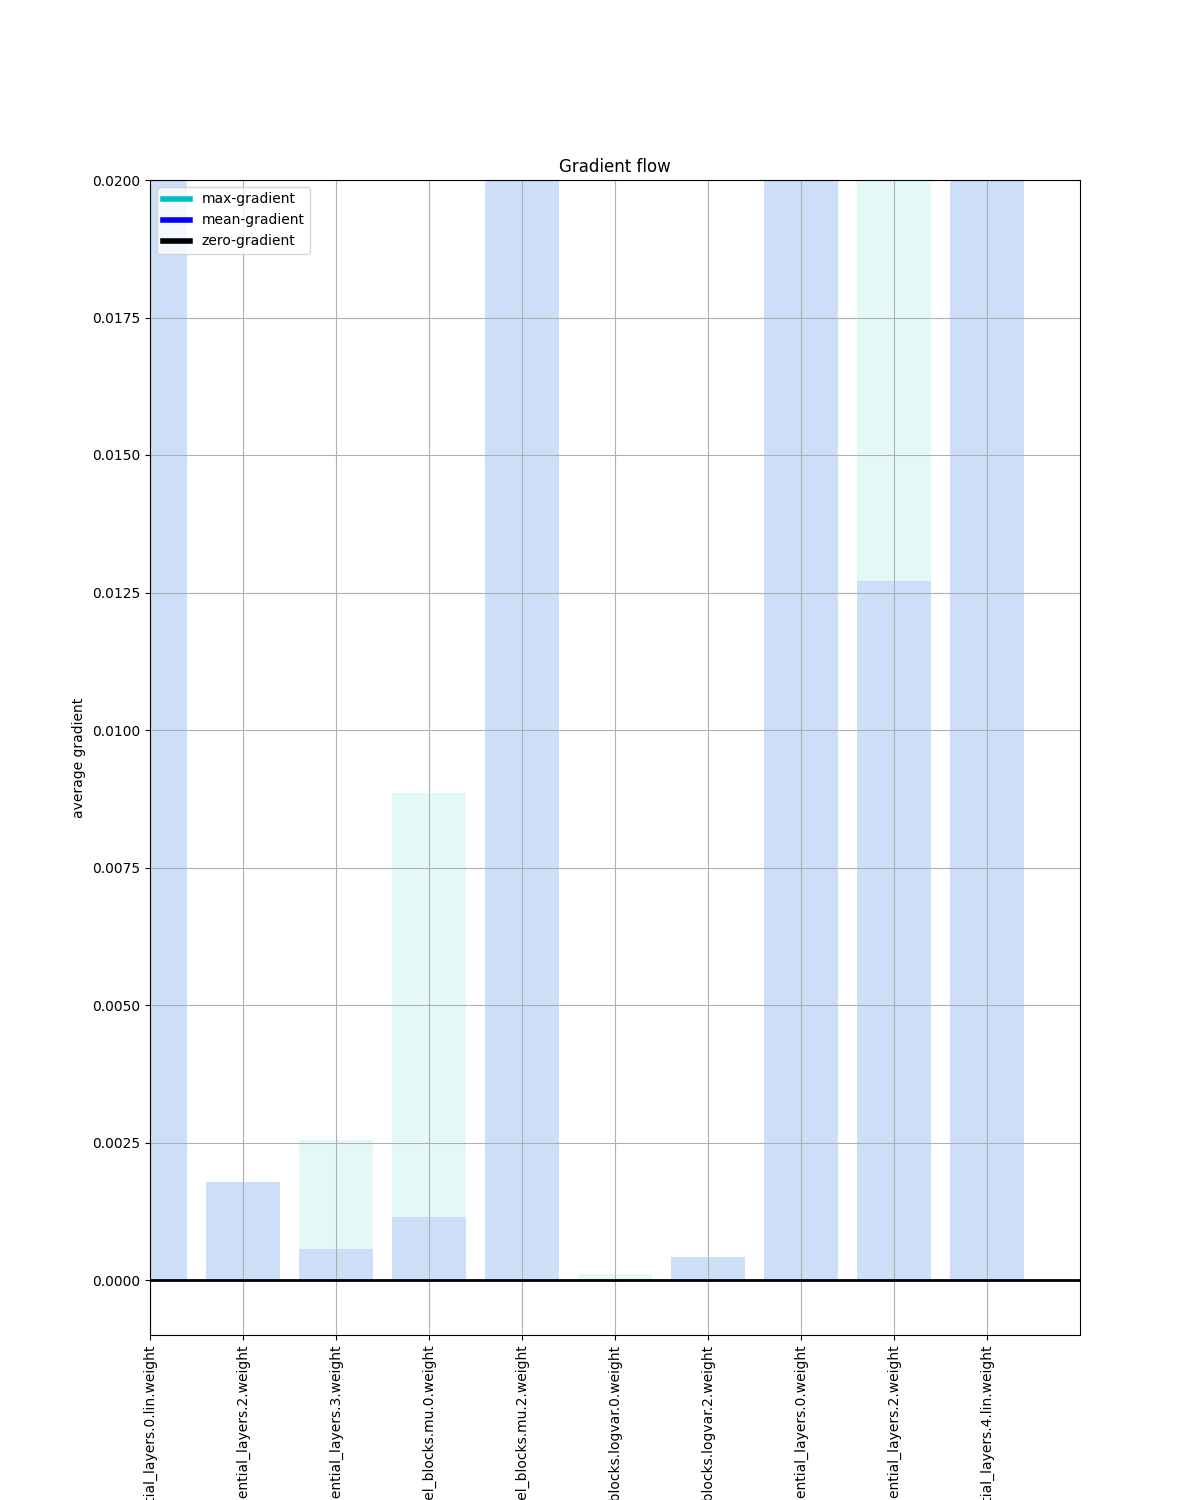 Gradient flow
max-gradient
mean-gradient
zero-gradient
0.0200
0.0175
0.0150
0.0125
0.0100
0.0075
0.0050
0.0025
0.0000
average gradient
tial_layers.0.lin.weight
ential_layers.2.weight
ential_layers.3.weight
el_blocks.mu.0.weight
el_blocks.mu.2.weight
blocks.logvar.0.weight
blocks.logvar.2.weight
ential_layers.0.weight
ential_layers.2.weight
tial_layers.4.lin.weight